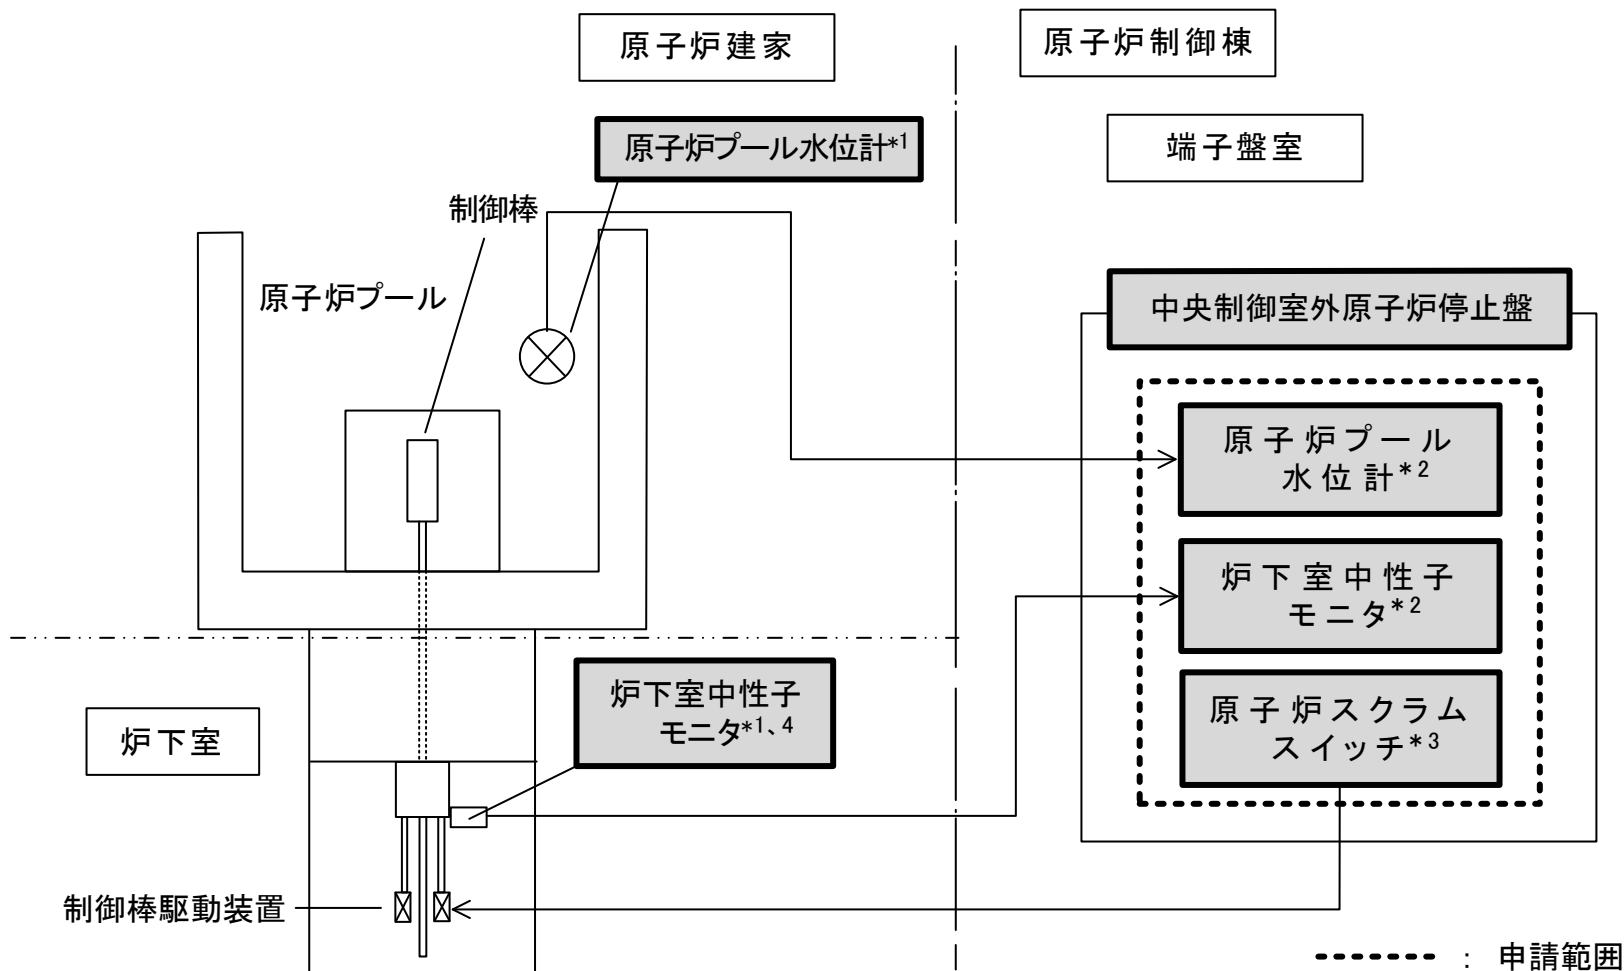 原子炉建家
原子炉制御棟
原子炉プール水位計*1
端子盤室
制御棒
原子炉プール
中央制御室外原子炉停止盤
原子炉プール
水位計*2
炉下室中性子
モニタ*2
炉下室中性子
モニタ*1、4
原子炉スクラム
スイッチ*3
炉下室
制御棒駆動装置
： 申請範囲